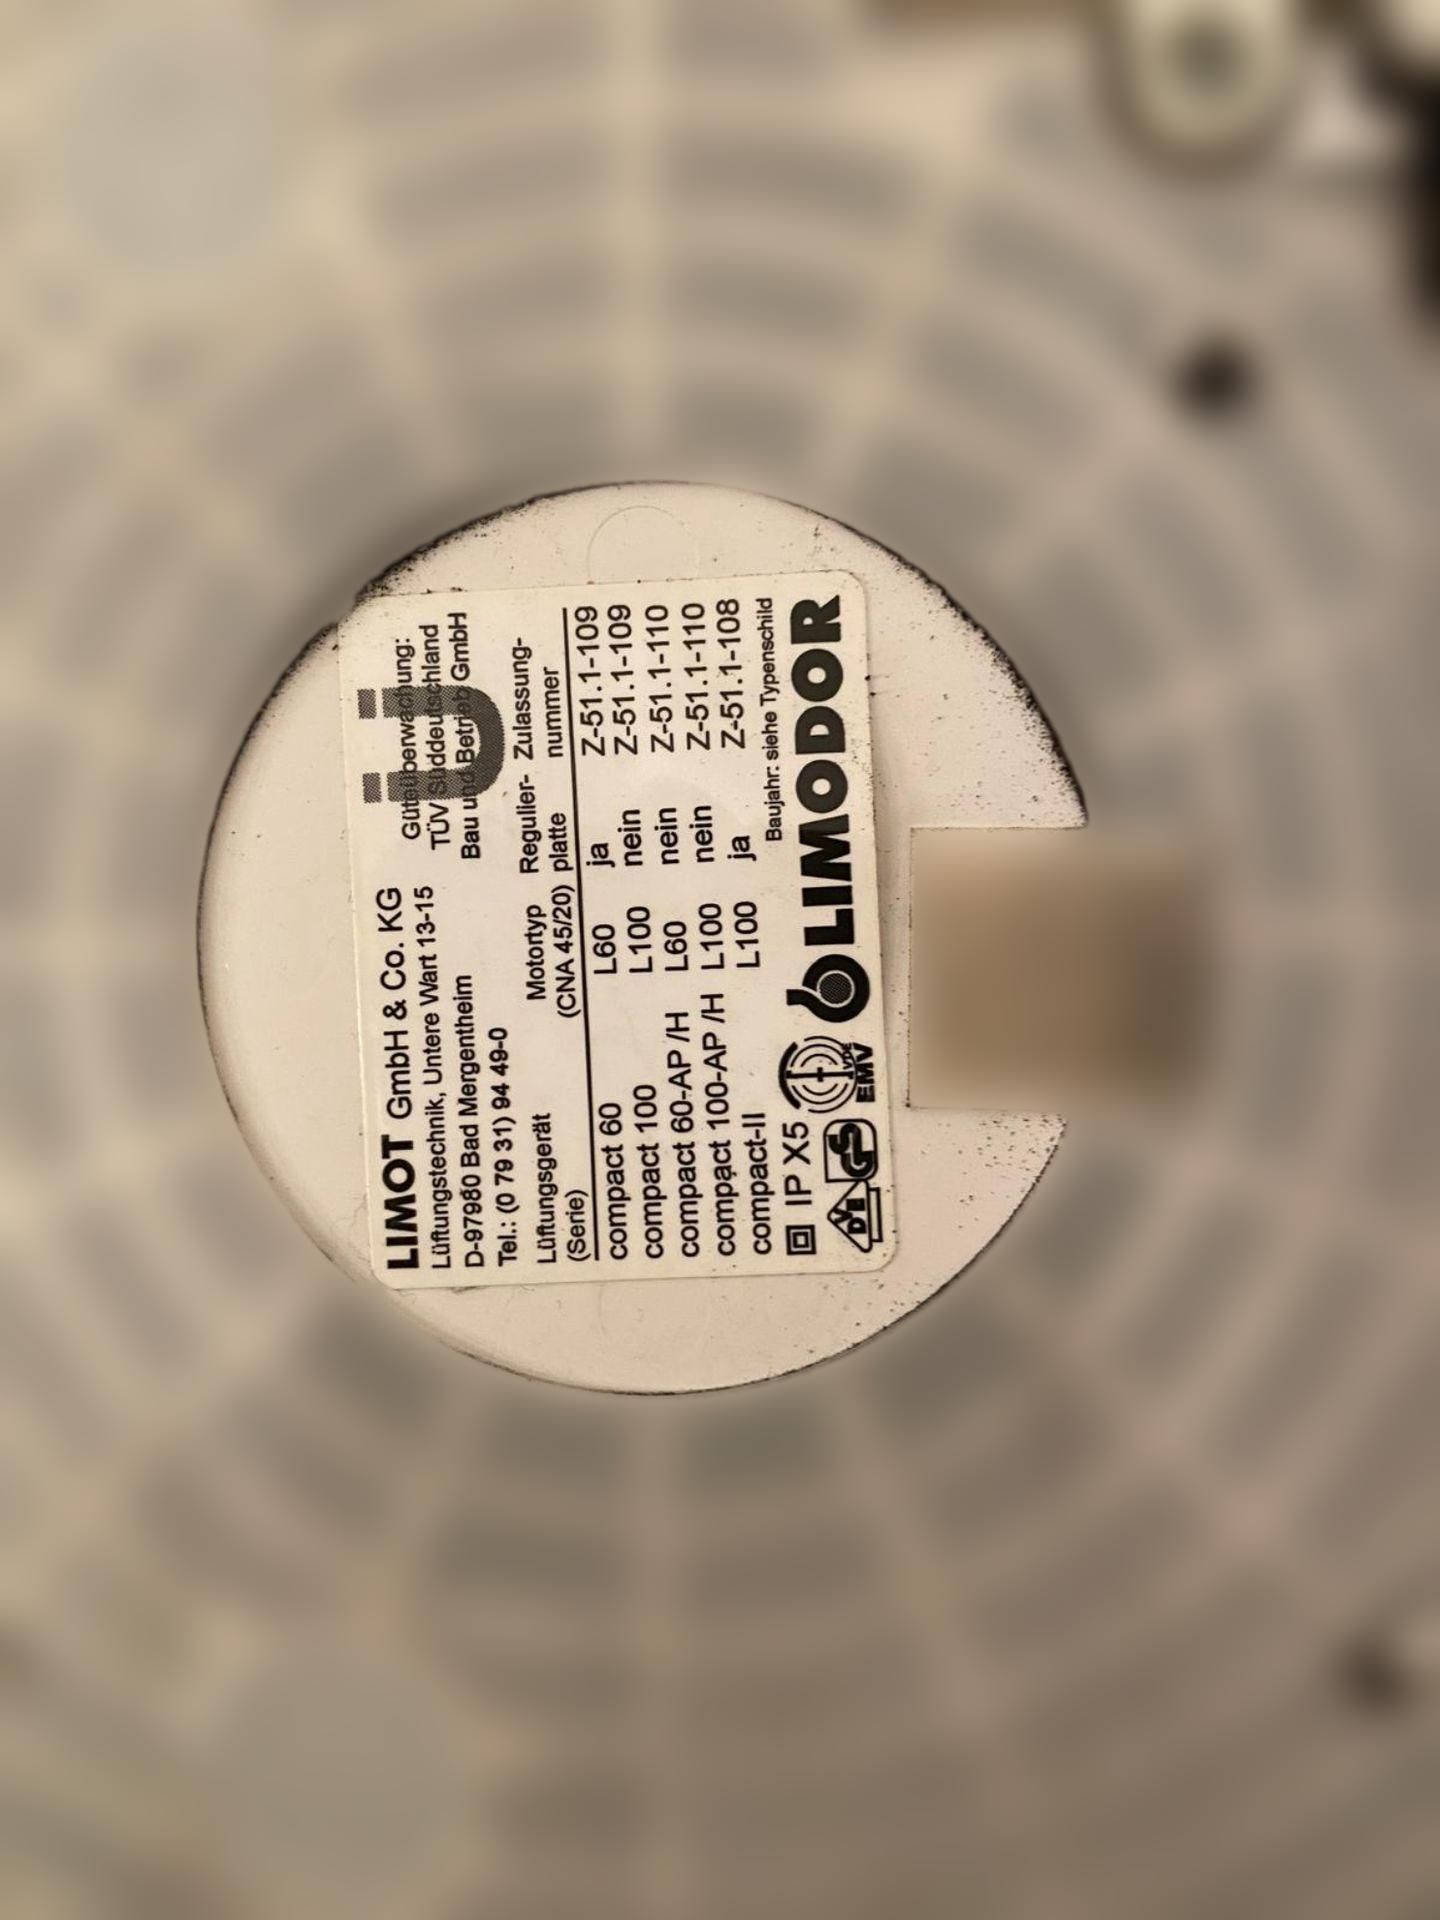 LIMOT GmbH & Co. KG
Lüftungstechnik, Untere Wart 13-15
D-97980 Bad Mergentheim
Tel.: (0 79 31) 94 49-0
Ü
Güteüberwachung:
TÜV Süddeutschland
Bau und Betrieb GmbH
Lüftungsgerät Motortyp Regulier- Zulassung-
(Serie) (CNA 45/20) platte nummer
compact 60 L60 ja Z-51.1-109
compact 100 L100 nein Z-51.1-109
compact 60-AP /H L60 nein Z-51.1-110
compact 100-AP /H L100 nein Z-51.1-110
compact-II L100 ja Z-51.1-108
Baujahr: siehe Typenschild
IP X5
VDE GS
VDE
EMV
LIMODOR